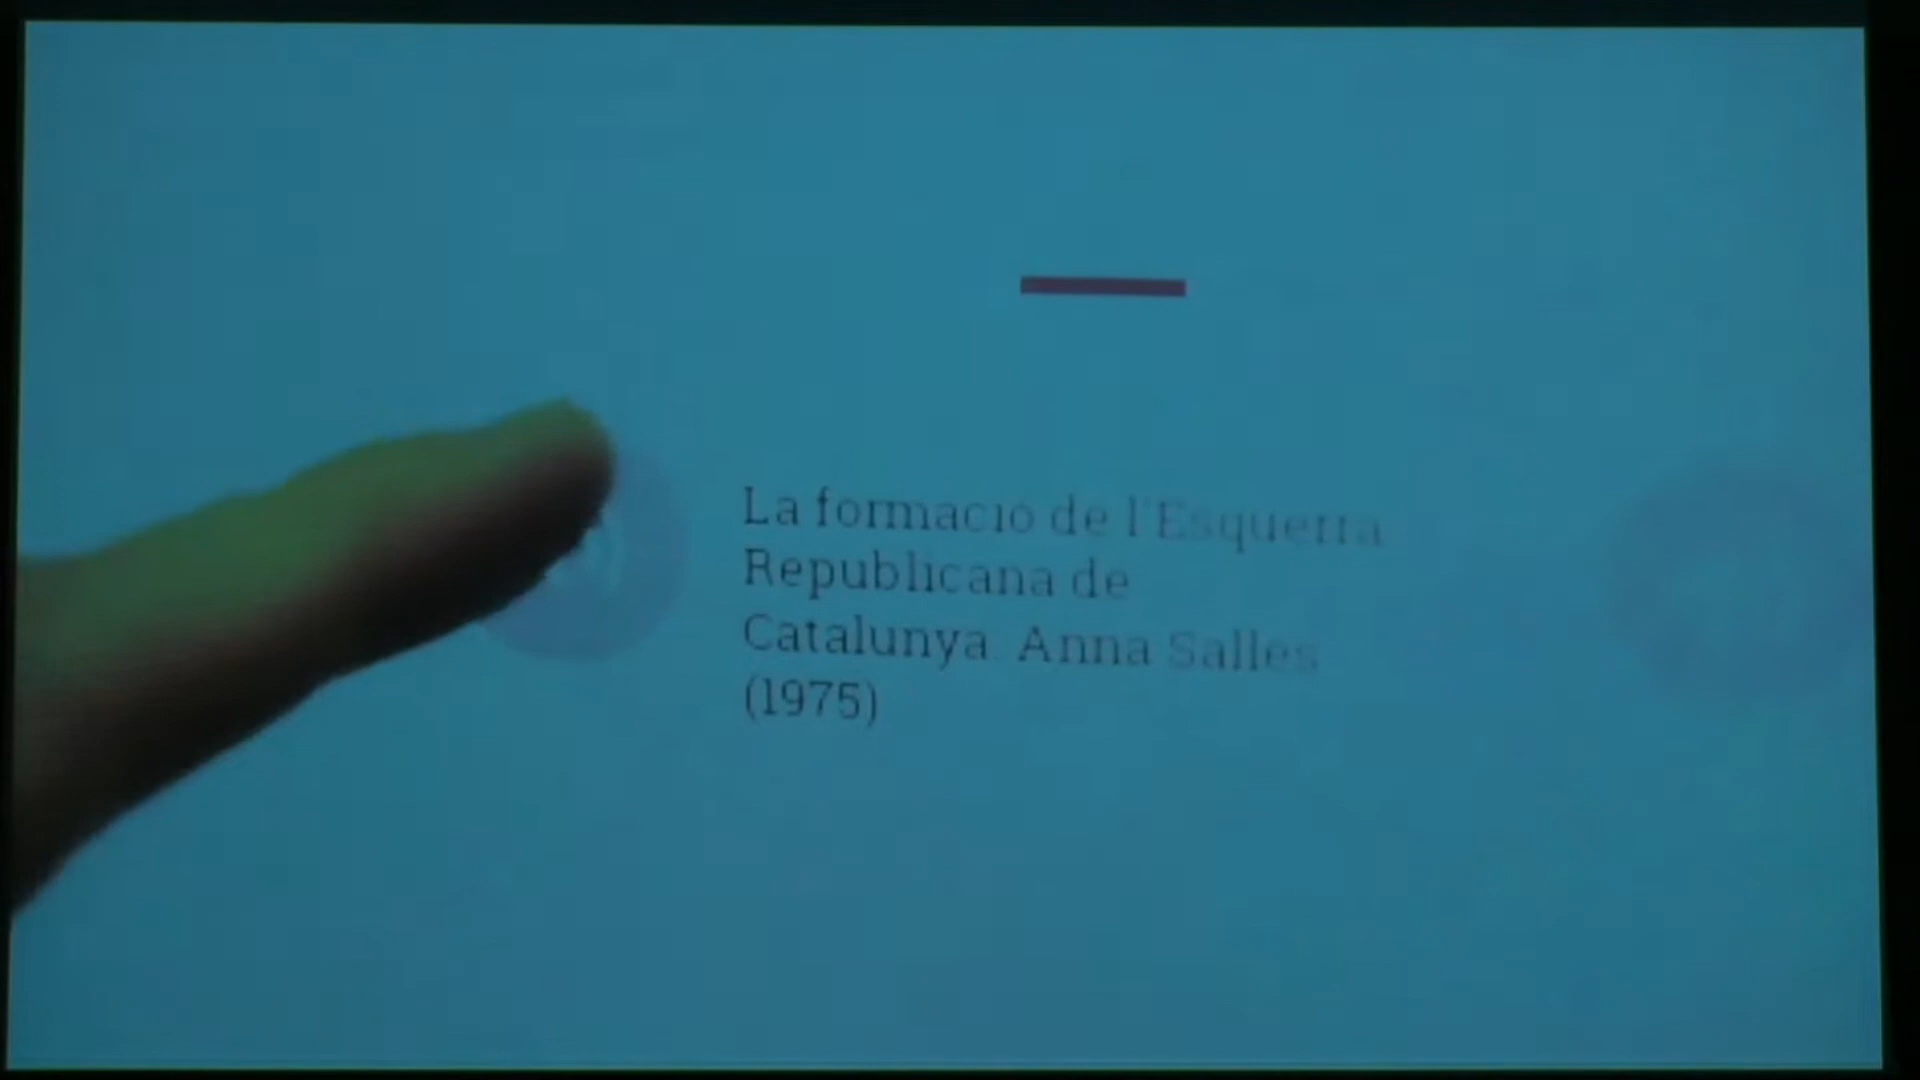 La formació de l'Esquerra
Republicana de
Catalunya. Anna Sallés
(1975)